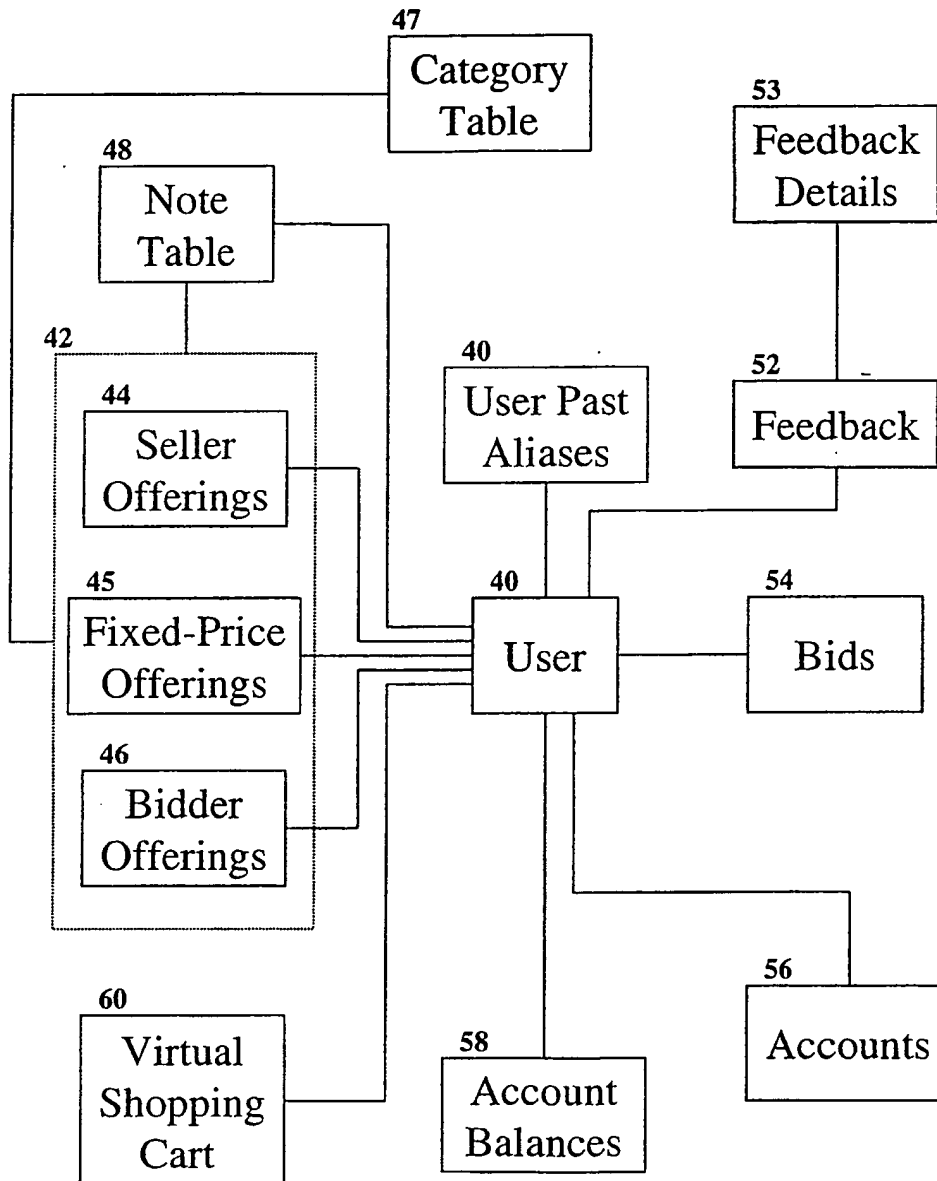 47
Category
Table
53
Feedback
Details
48
Note
Table
42
44
Seller
Offerings
40
User Past
Aliases
52
Feedback
45
Fixed-Price
Offerings
40
User
54
Bids
46
Bidder
Offerings
60
Virtual
Shopping
Cart
58
Account
Balances
56
Accounts